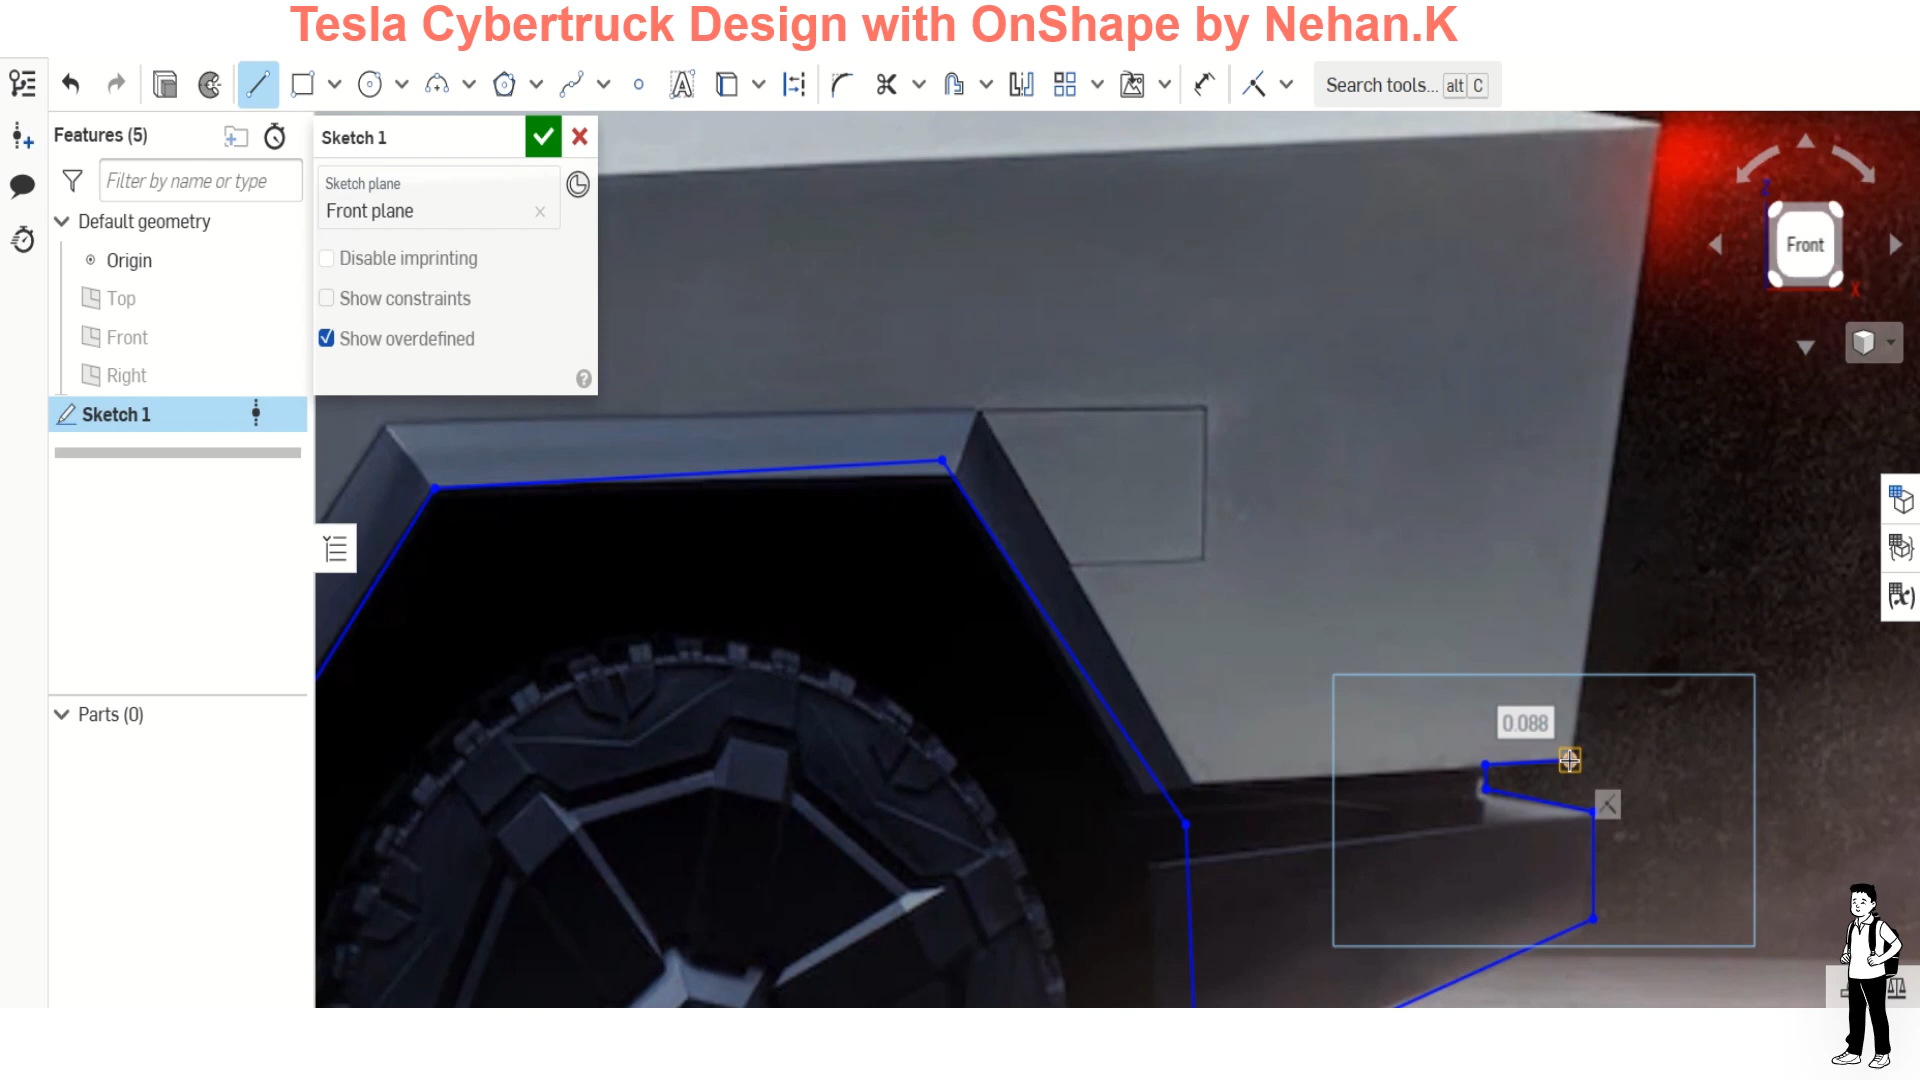 Tesla Cybertruck Design with OnShape by Nehan.K
Search tools... alt C
Features (5)
Filter by name or type
Default geometry
Origin
Top
Front
Right
Sketch 1
Parts (0)
Sketch 1
Sketch plane
Front plane
Disable imprinting
Show constraints
Show overdefined
Z
Front
X
0.088